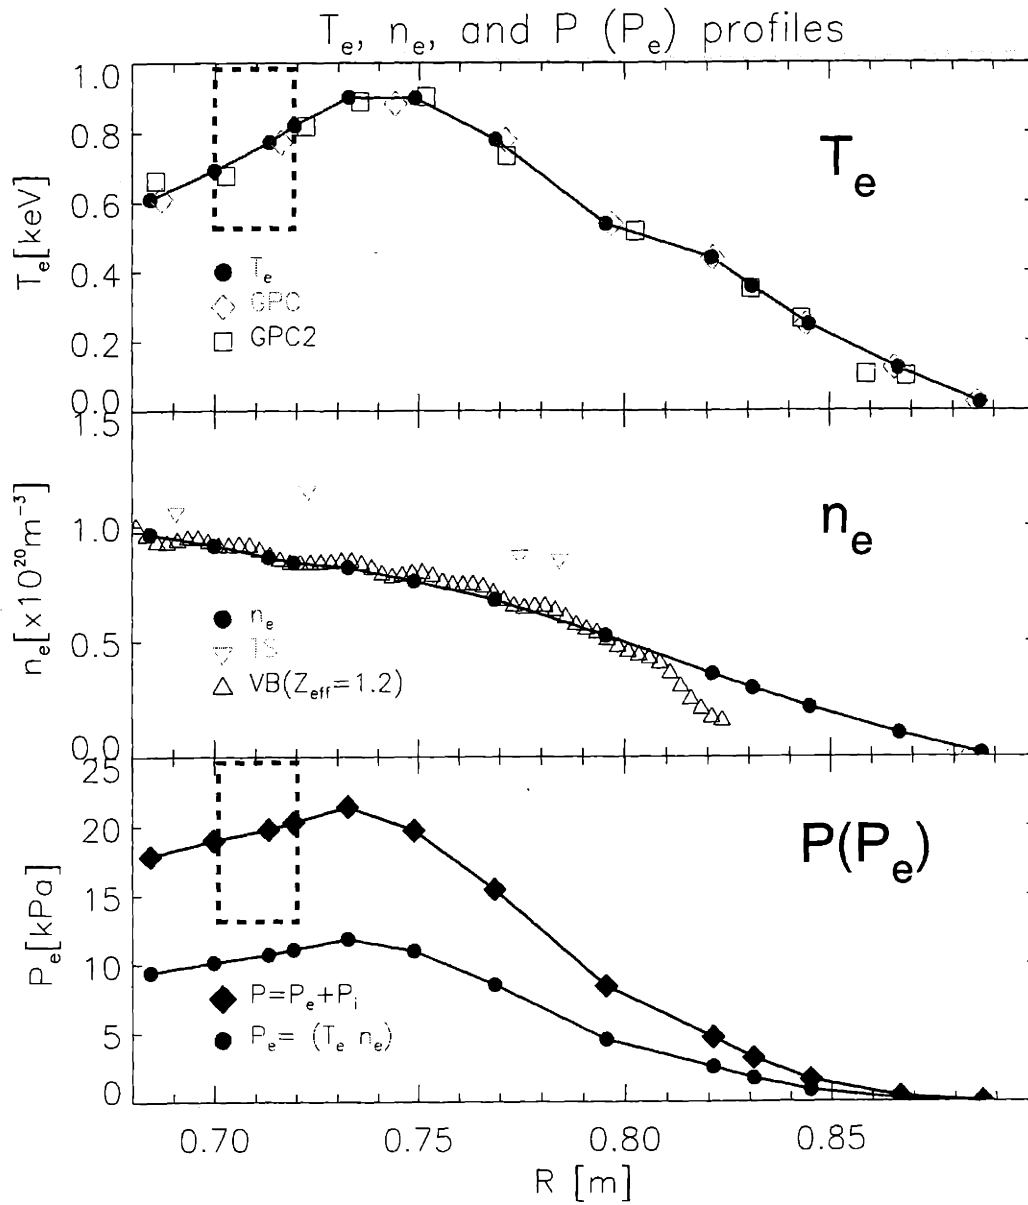 Te, ne, and P (Pe) profiles
1.0
0.8
0.6
0.4
0.2
0.0
Te[keV]
Te
Te
GPC
GPC2
1.5
1.0
0.5
0.0
ne[x10²⁰m⁻³]
ne
ne
TS
VB(Zeff=1.2)
25
20
15
10
5
0
Pe[kPa]
P(Pe)
P=Pe+Pi
Pe= (Te ne)
0.70
0.75
0.80
0.85
R [m]